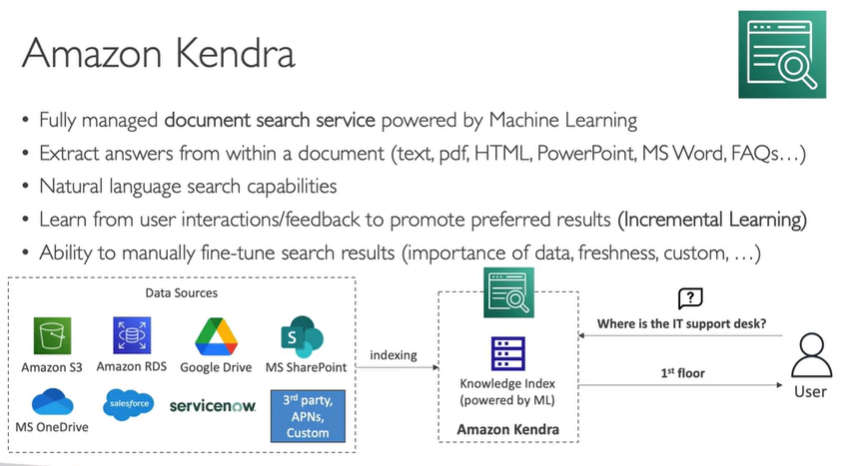 Amazon Kendra
• Fully managed document search service powered by Machine Learning
• Extract answers from within a document (text, pdf, HTML, PowerPoint, MS Word, FAQs…)
• Natural language search capabilities
• Learn from user interactions/feedback to promote preferred results (Incremental Learning)
• Ability to manually fine-tune search results (importance of data, freshness, custom, …)
Data Sources
Amazon S3
Amazon RDS
Google Drive
S
MS SharePoint
MS OneDrive
salesforce
servicenow
3rd party,
APNs,
Custom
indexing
Knowledge Index
(powered by ML)
Amazon Kendra
?
Where is the IT support desk?
1st floor
User